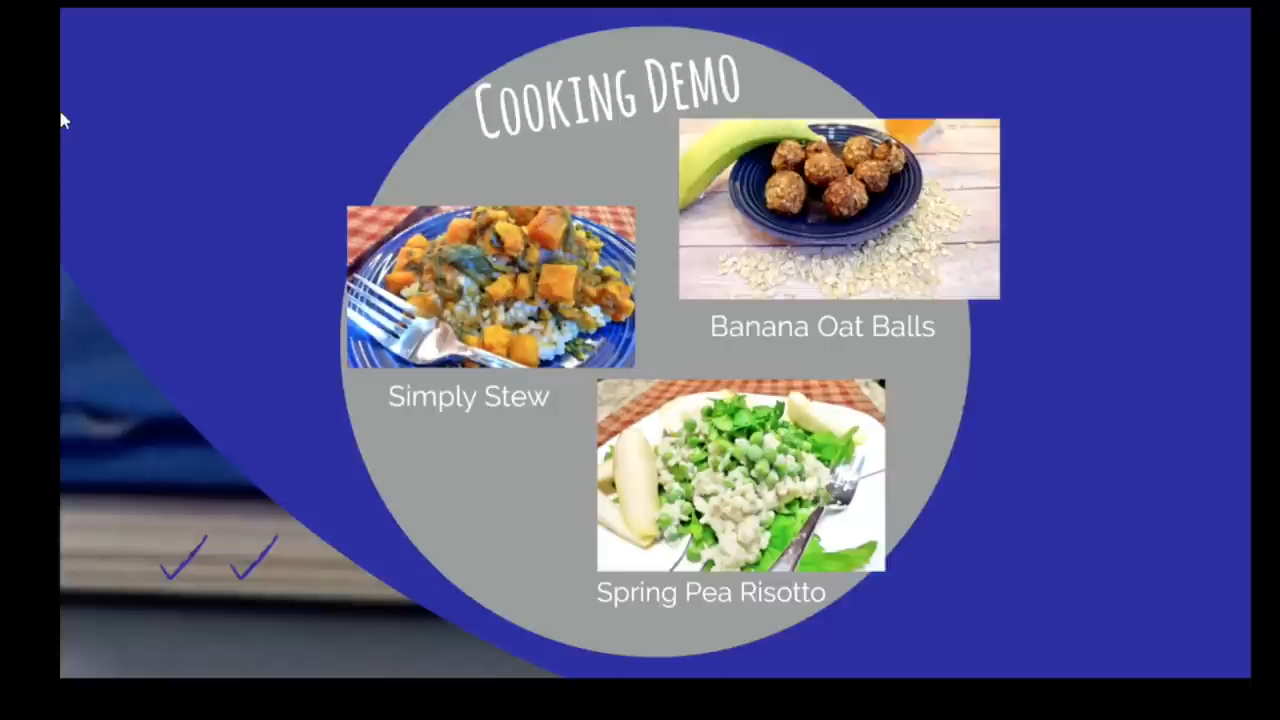 Cooking Demo
Banana Oat Balls
Simply Stew
Spring Pea Risotto